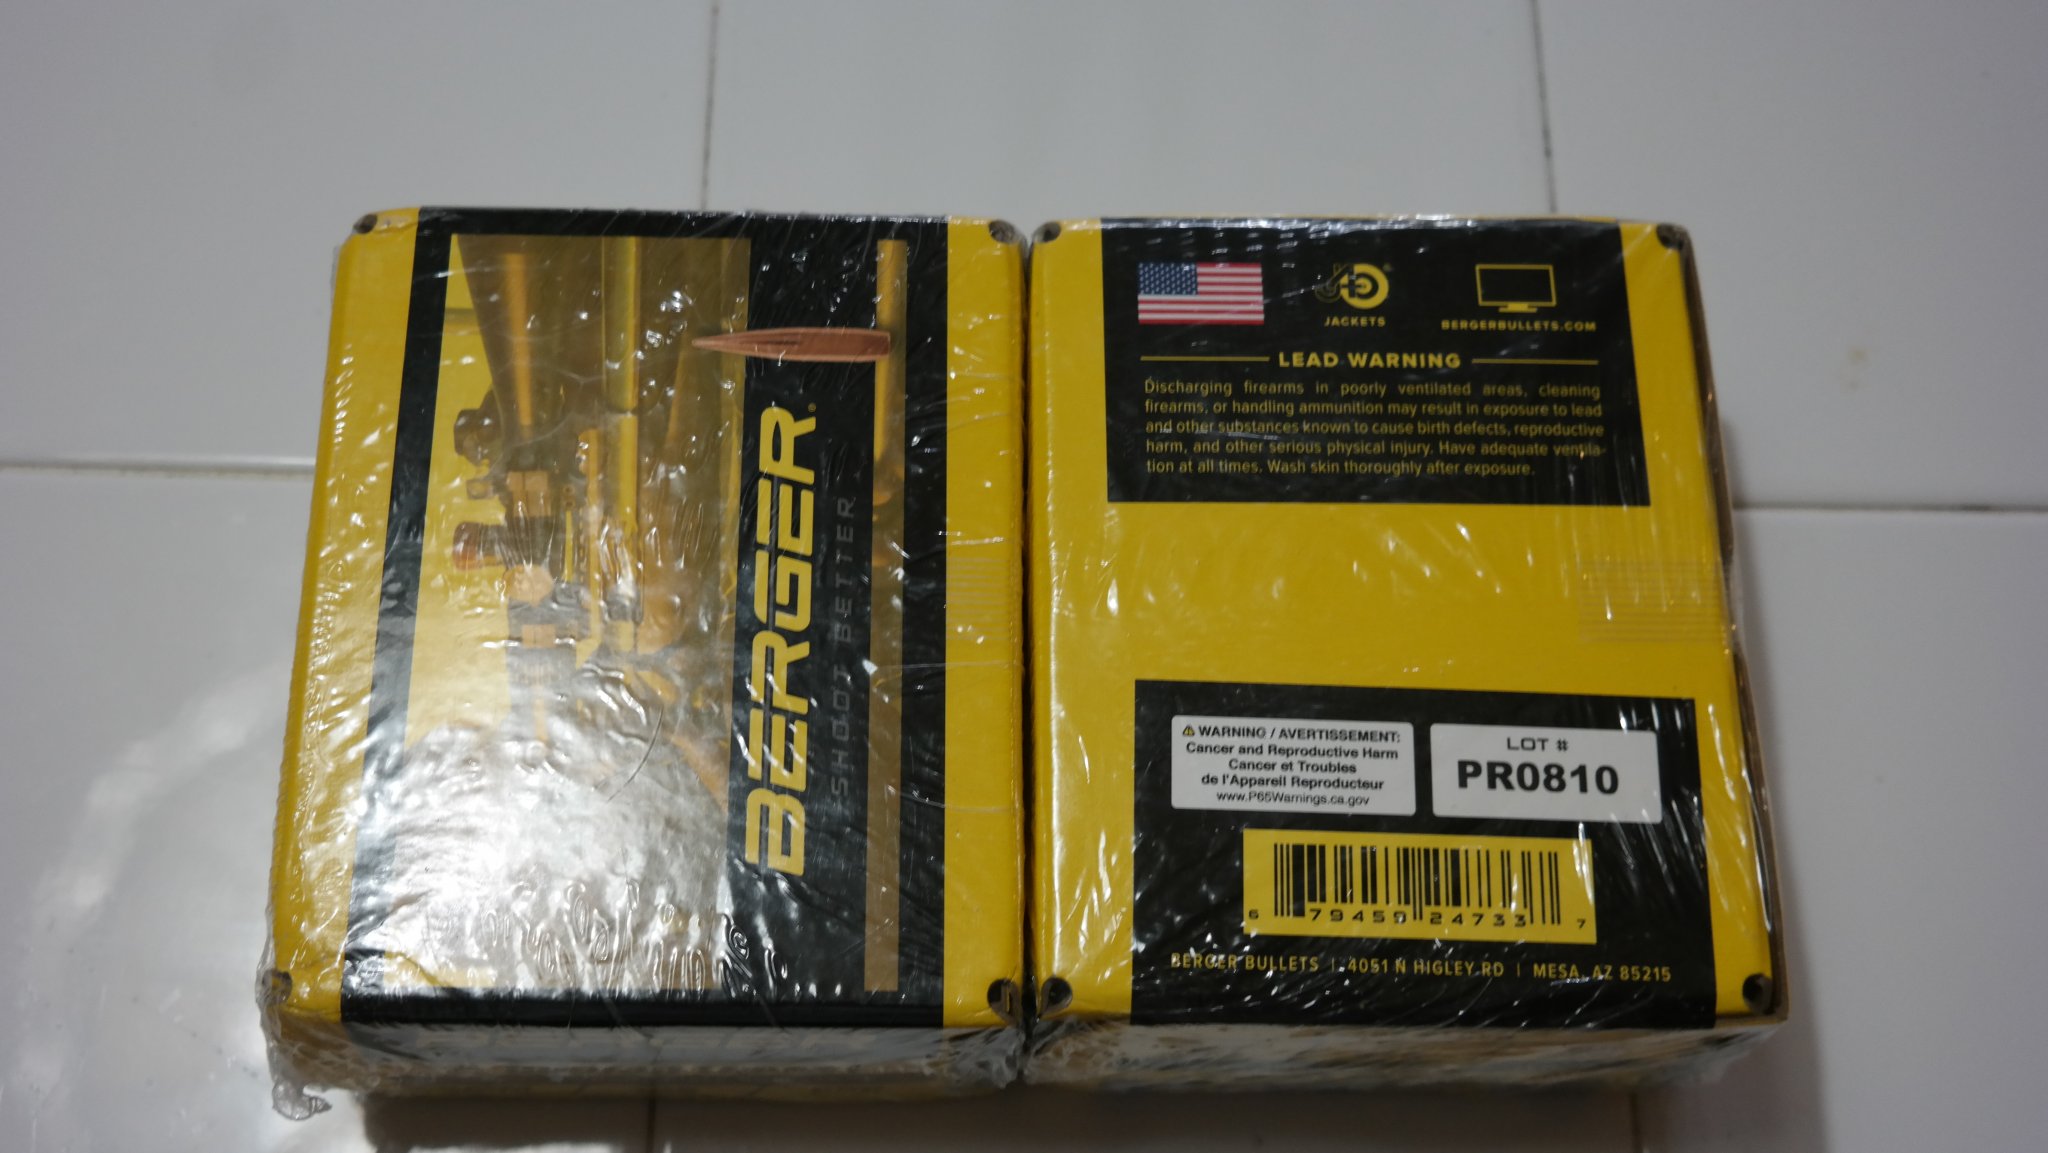 BERGER®
SHOOT BETTER
J4 ®
JACKETS
BERGERBULLETS.COM
LEAD WARNING
Discharging firearms in poorly ventilated areas, cleaning
firearms, or handling ammunition may result in exposure to lead
and other substances known to cause birth defects, reproductive
harm, and other serious physical injury. Have adequate ventila-
tion at all times. Wash skin thoroughly after exposure.
⚠ WARNING / AVERTISSEMENT:
Cancer and Reproductive Harm
Cancer et Troubles
de l'Appareil Reproducteur
www.P65Warnings.ca.gov
LOT #
PR0810
6 79459 24733 7
BERGER BULLETS | 4051 N HIGLEY RD | MESA, AZ 85215